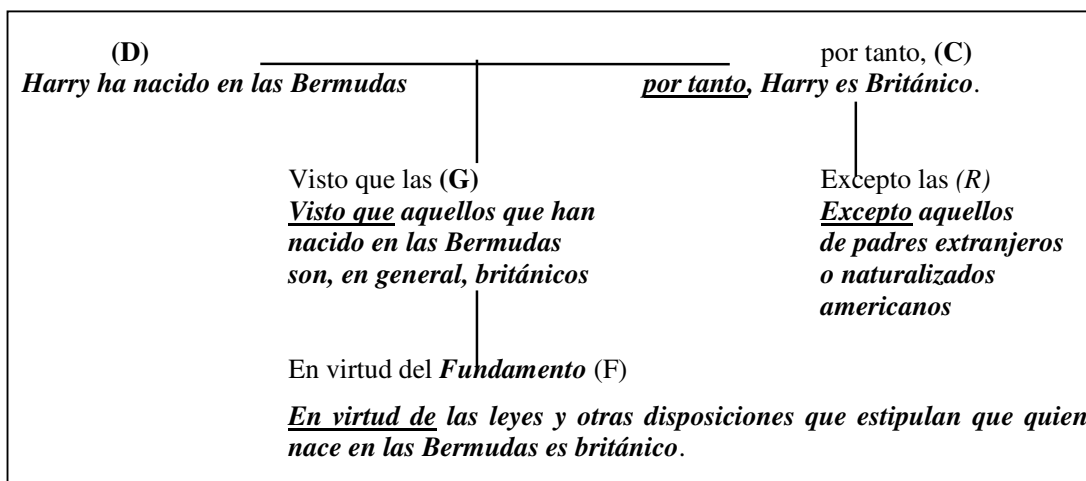 (D) por tanto, (C)
Harry ha nacido en las Bermudas por tanto, Harry es Británico.
Visto que las (G) Excepto las (R)
Visto que aquellos que han Excepto aquellos
nacido en las Bermudas de padres extranjeros
son, en general, británicos o naturalizados
americanos
En virtud del Fundamento (F)
En virtud de las leyes y otras disposiciones que estipulan que quien
nace en las Bermudas es británico.